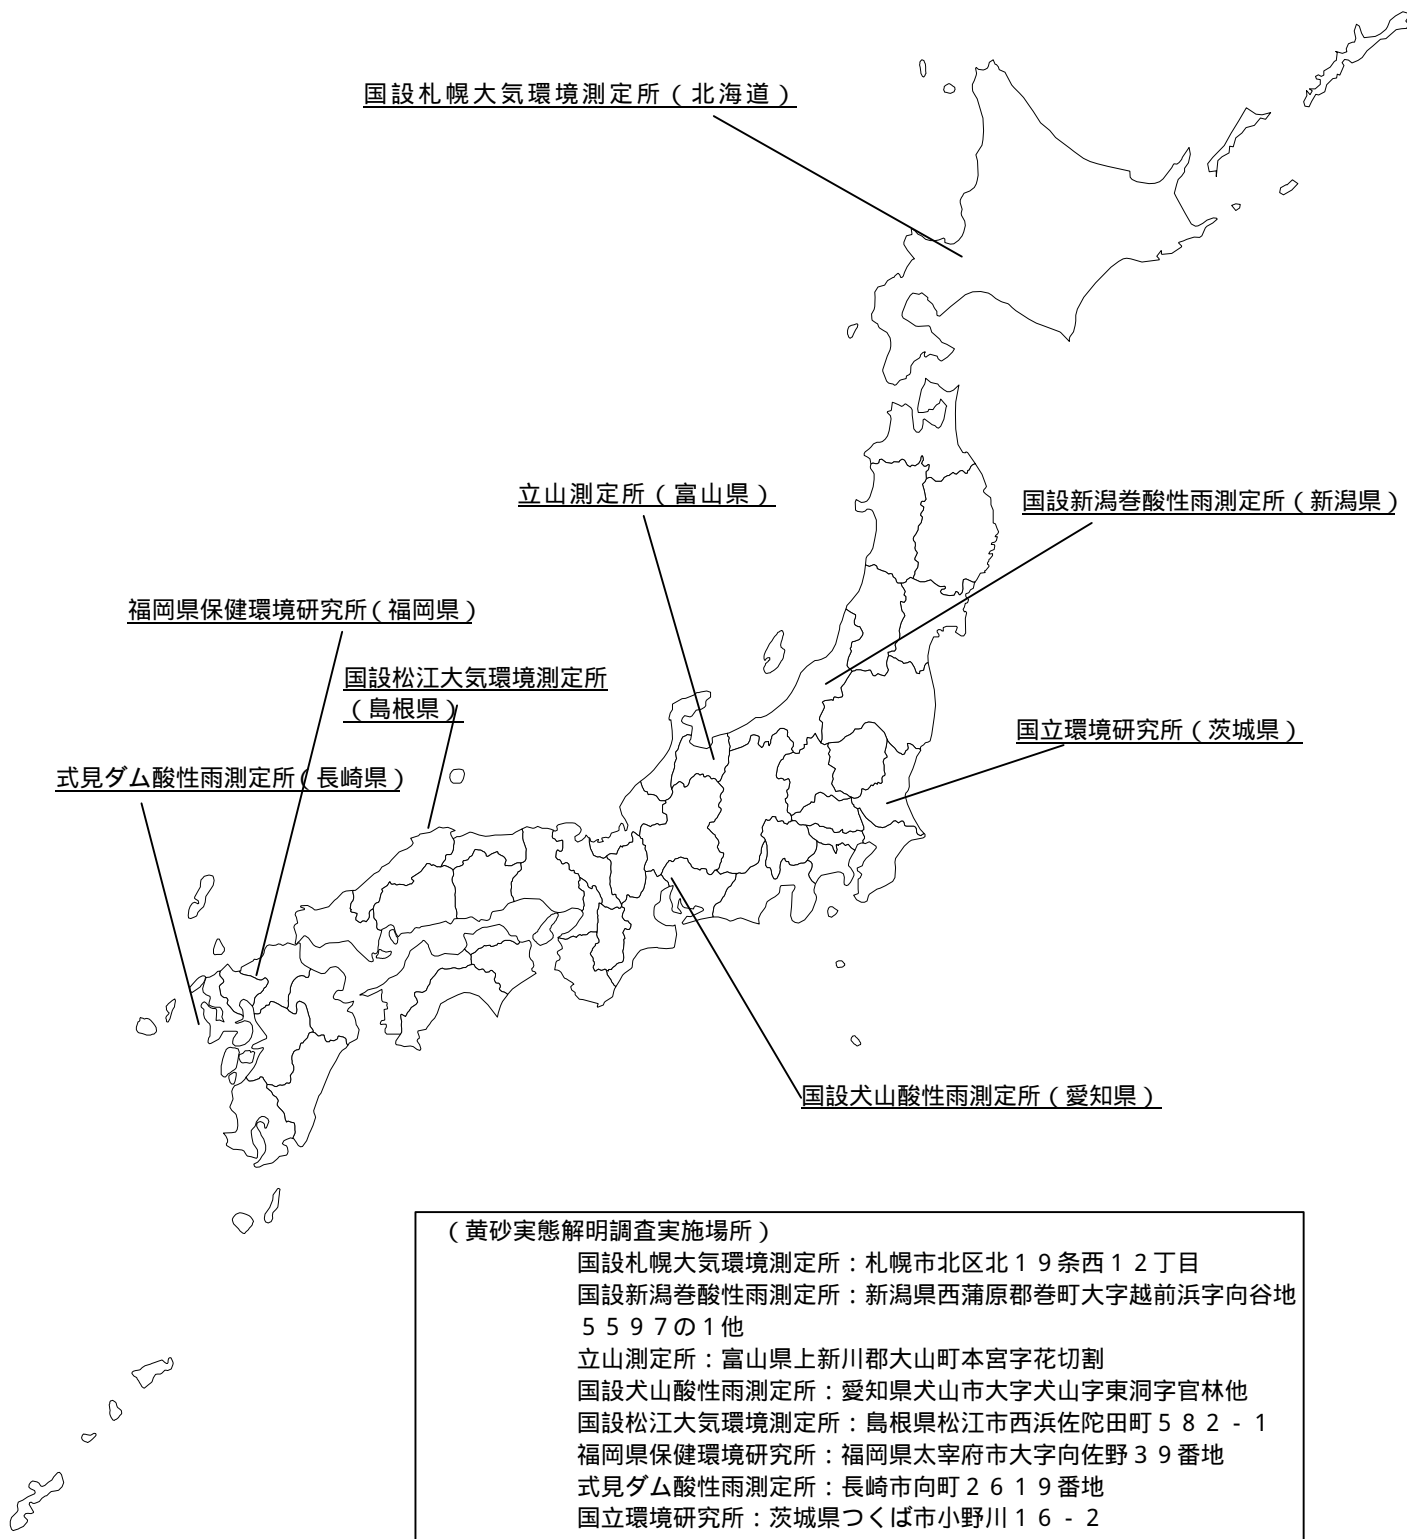 国設札幌大気環境測定所（北海道）
立山測定所（富山県）
国設新潟巻酸性雨測定所（新潟県）
福岡県保健環境研究所（福岡県）
国設松江大気環境測定所
（島根県）
国立環境研究所（茨城県）
式見ダム酸性雨測定所（長崎県）
国設犬山酸性雨測定所（愛知県）
（黄砂実態解明調査実施場所）
国設札幌大気環境測定所：札幌市北区北１９条西１２丁目
国設新潟巻酸性雨測定所：新潟県西蒲原郡巻町大字越前浜字向谷地
５５９７の１他
立山測定所：富山県上新川郡大山町本宮字花切割
国設犬山酸性雨測定所：愛知県犬山市大字犬山字東洞字官林他
国設松江大気環境測定所：島根県松江市西浜佐陀田町５８２-１
福岡県保健環境研究所：福岡県太宰府市大字向佐野３９番地
式見ダム酸性雨測定所：長崎市向町２６１９番地
国立環境研究所：茨城県つくば市小野川１６-２